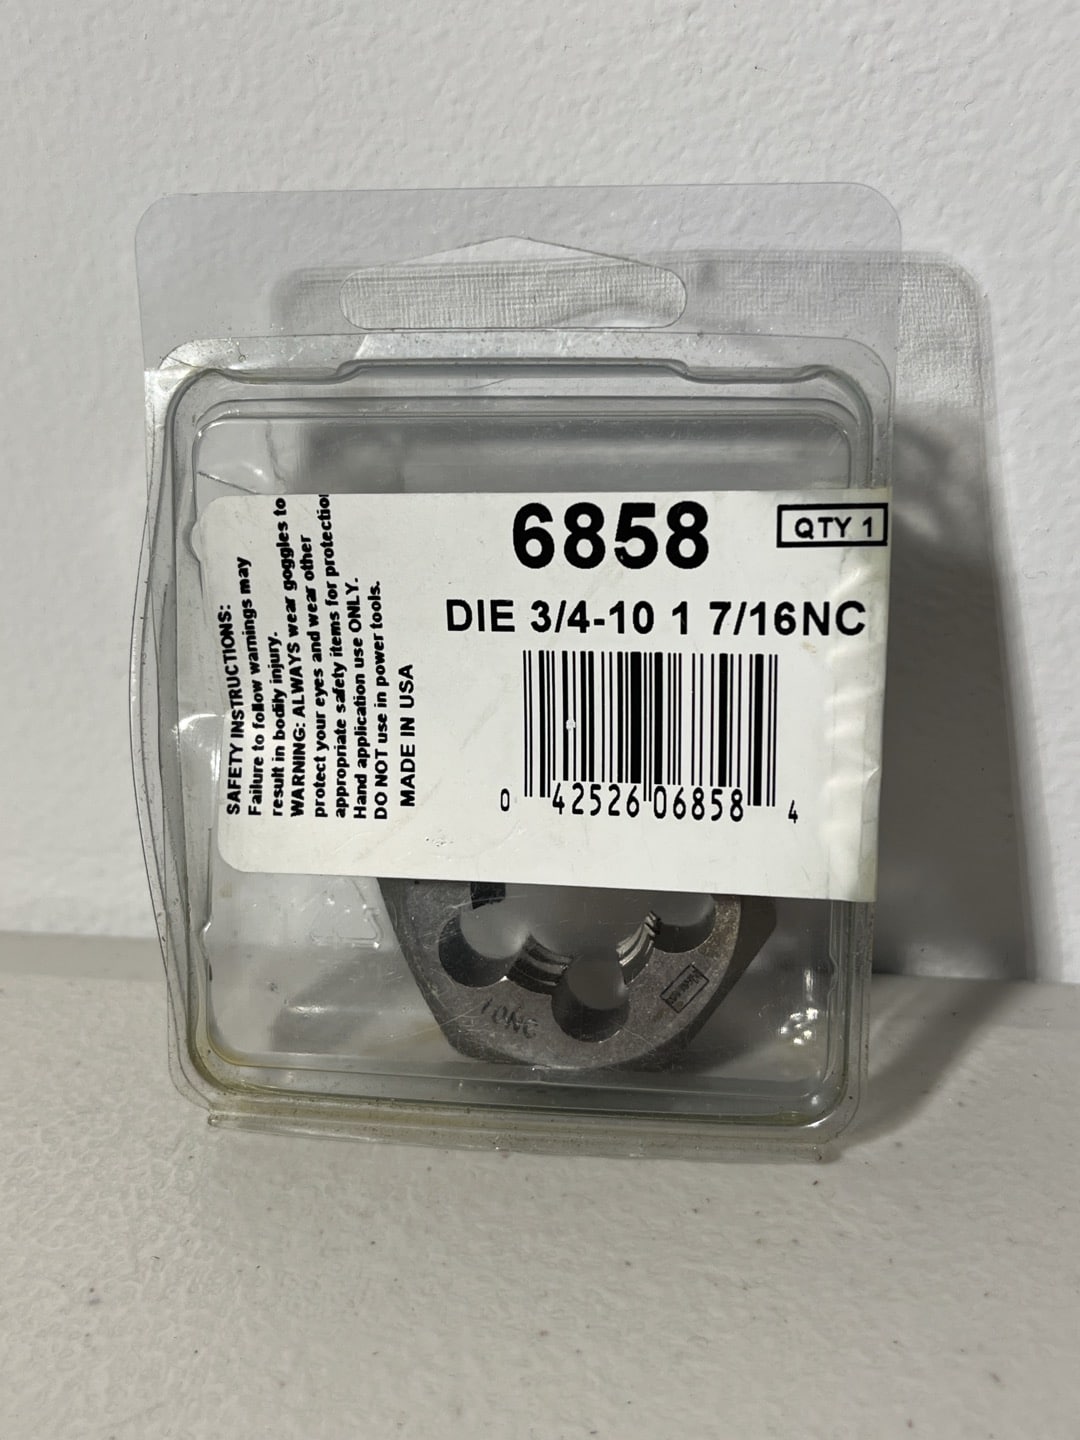 6858
QTY 1
DIE 3/4-10 1 7/16NC
0 42526 06858 4
SAFETY INSTRUCTIONS:
Failure to follow warnings may
result in bodily injury.
WARNING: ALWAYS wear goggles to
protect your eyes and wear other
appropriate safety items for protection
Hand application use ONLY.
DO NOT use in power tools.
MADE IN USA
10NC